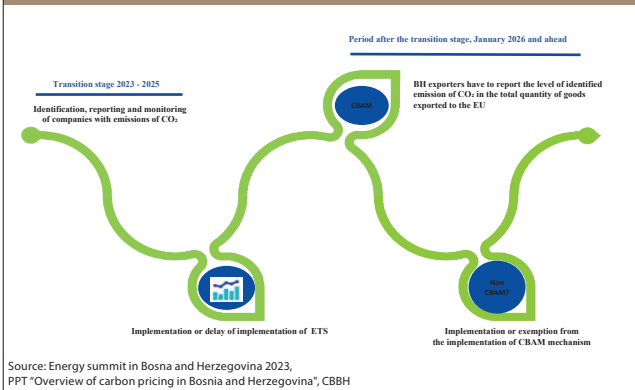 Period after the transition stage, January 2026 and ahead
Transition stage 2023 - 2025
Identification, reporting and monitoring
of companies with emissions of CO₂
CBAM
BH exporters have to report the level of identified
emission of CO₂ in the total quantity of goods
exported to the EU
Non
CBAM?
Implementation or delay of implementation of ETS
Implementation or exemption from
the implementation of CBAM mechanism
Source: Energy summit in Bosna and Herzegovina 2023,
PPT "Overview of carbon pricing in Bosnia and Herzegovina", CBBH